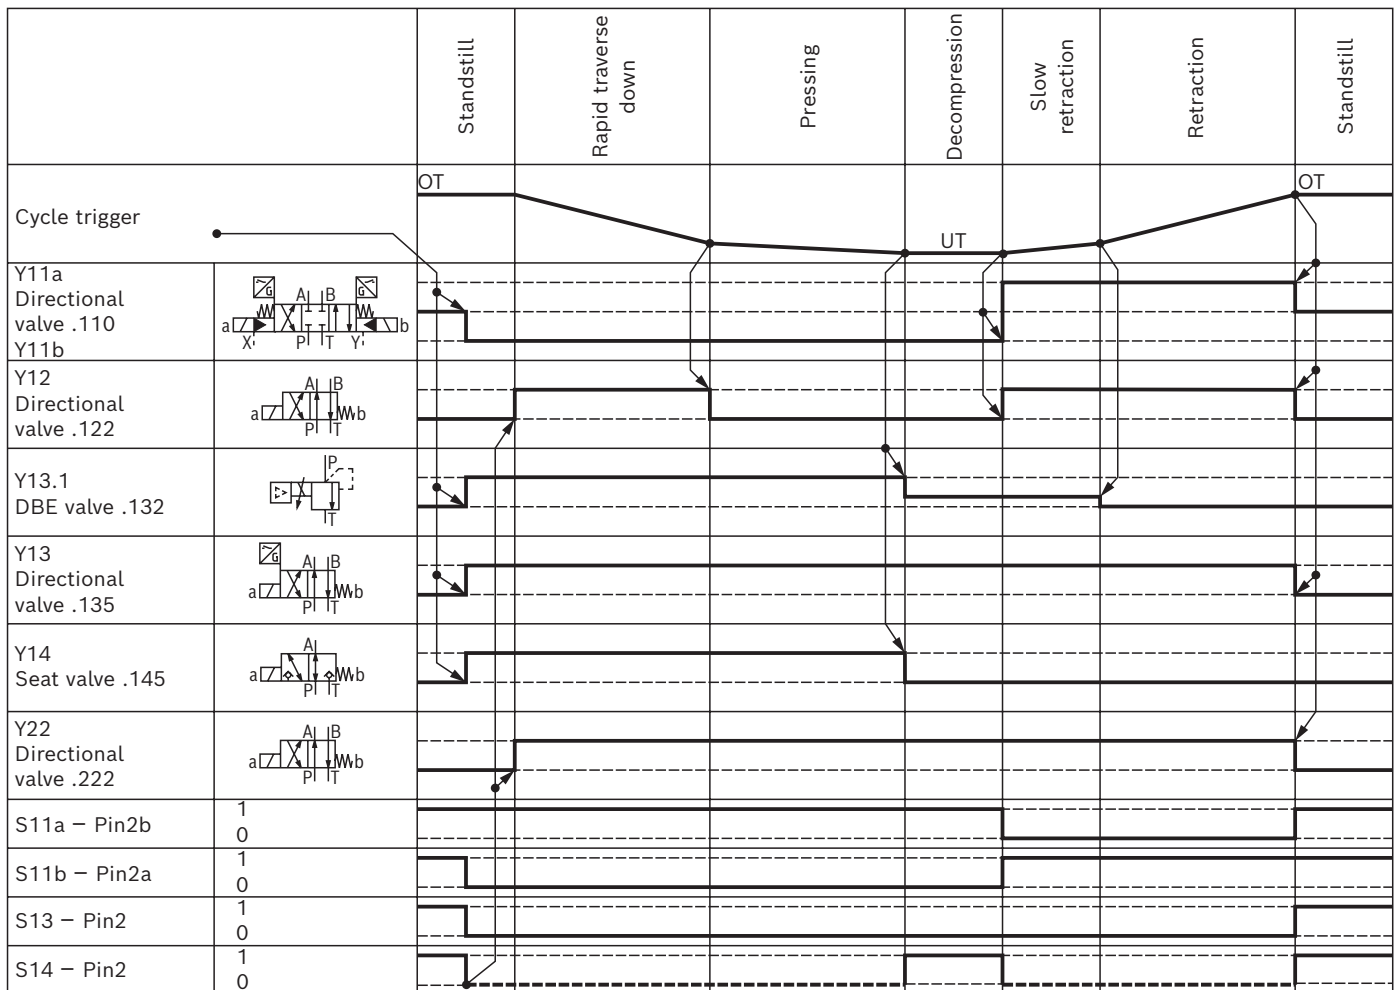 Standstill
Rapid traverse
down
Pressing
Decompression
Slow
retraction
Retraction
Standstill
Cycle trigger
OT
UT
OT
Y11a
Directional
valve .110
Y11b
G
G
A B
a b
X P T Y
Y12
Directional
valve .122
A B
a b
P T
Y13.1
DBE valve .132
P
T
Y13
Directional
valve .135
G
A B
a b
P T
Y14
Seat valve .145
A
a b
P T
Y22
Directional
valve .222
A B
a b
P T
S11a – Pin2b
1
0
S11b – Pin2a
1
0
S13 – Pin2
1
0
S14 – Pin2
1
0